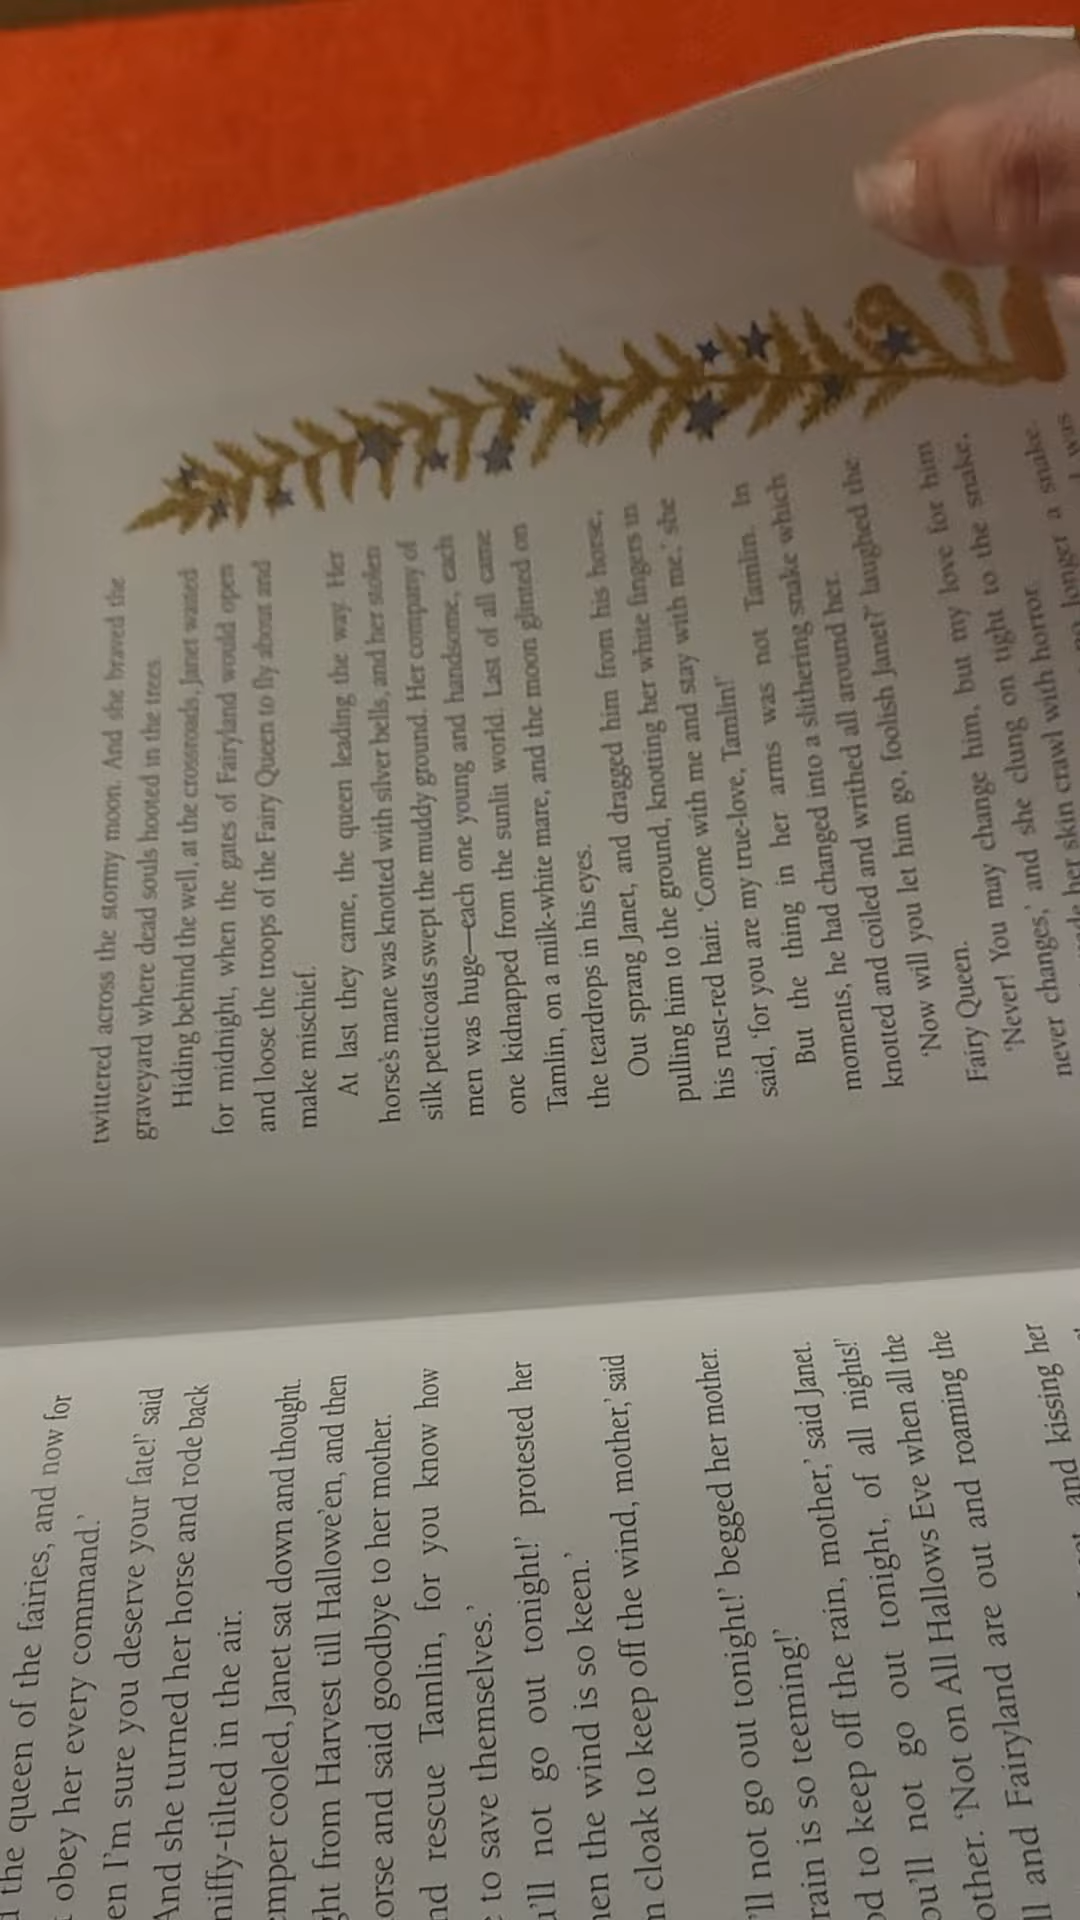 the queen of the fairies, and now for
obey her every command.’
en I’m sure you deserve your fate!’ said
And she turned her horse and rode back
niffy-tilted in the air.
mper cooled, Janet sat down and thought.
ght from Harvest till Hallowe’en, and then
orse and said goodbye to her mother.
nd rescue Tamlin, for you know how
to save themselves.’
u’ll not go out tonight!’ protested her
hen the wind is so keen.’
n cloak to keep off the wind, mother,’ said
’ll not go out tonight!’ begged her mother.
rain is so teeming!’
od to keep off the rain, mother,’ said Janet.
ou’ll not go out tonight, of all nights!’
other. ‘Not on All Hallows Eve when all the
ll and Fairyland are out and roaming the
and kissing her
twittered across the stormy moon. And she braved the
graveyard where dead souls hooted in the trees.
Hiding behind the well, at the crossroads, Janet waited
for midnight, when the gates of Fairyland would open
and loose the troops of the Fairy Queen to fly about and
make mischief.
At last they came, the queen leading the way. Her
horse’s mane was knotted with silver bells, and her stolen
silk petticoats swept the muddy ground. Her company of
men was huge—each one young and handsome, each
one kidnapped from the sunlit world. Last of all came
Tamlin, on a milk-white mare, and the moon glinted on
the teardrops in his eyes.
Out sprang Janet, and dragged him from his horse,
pulling him to the ground, knotting her white fingers in
his rust-red hair. ‘Come with me and stay with me,’ she
said, ‘for you are my true-love, Tamlin!’
But the thing in her arms was not Tamlin. In
moments, he had changed into a slithering snake which
knotted and coiled and writhed all around her.
‘Now will you let him go, foolish Janet?’ laughed the
Fairy Queen.
‘Never! You may change him, but my love for him
never changes,’ and she clung on tight to the snake,
her skin crawl with horror.
no longer a snake.
was